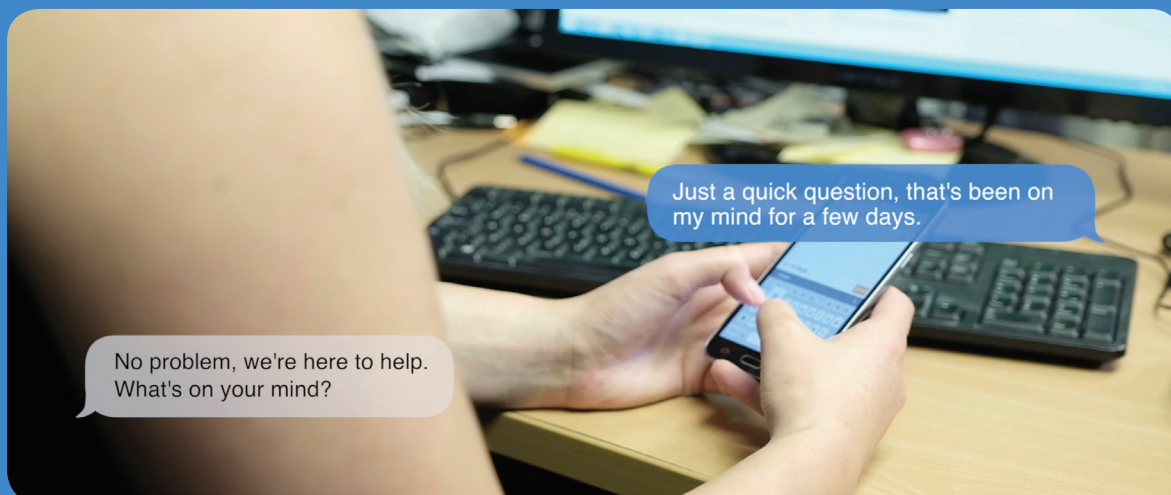 Just a quick question, that's been on
my mind for a few days.
No problem, we're here to help.
What's on your mind?